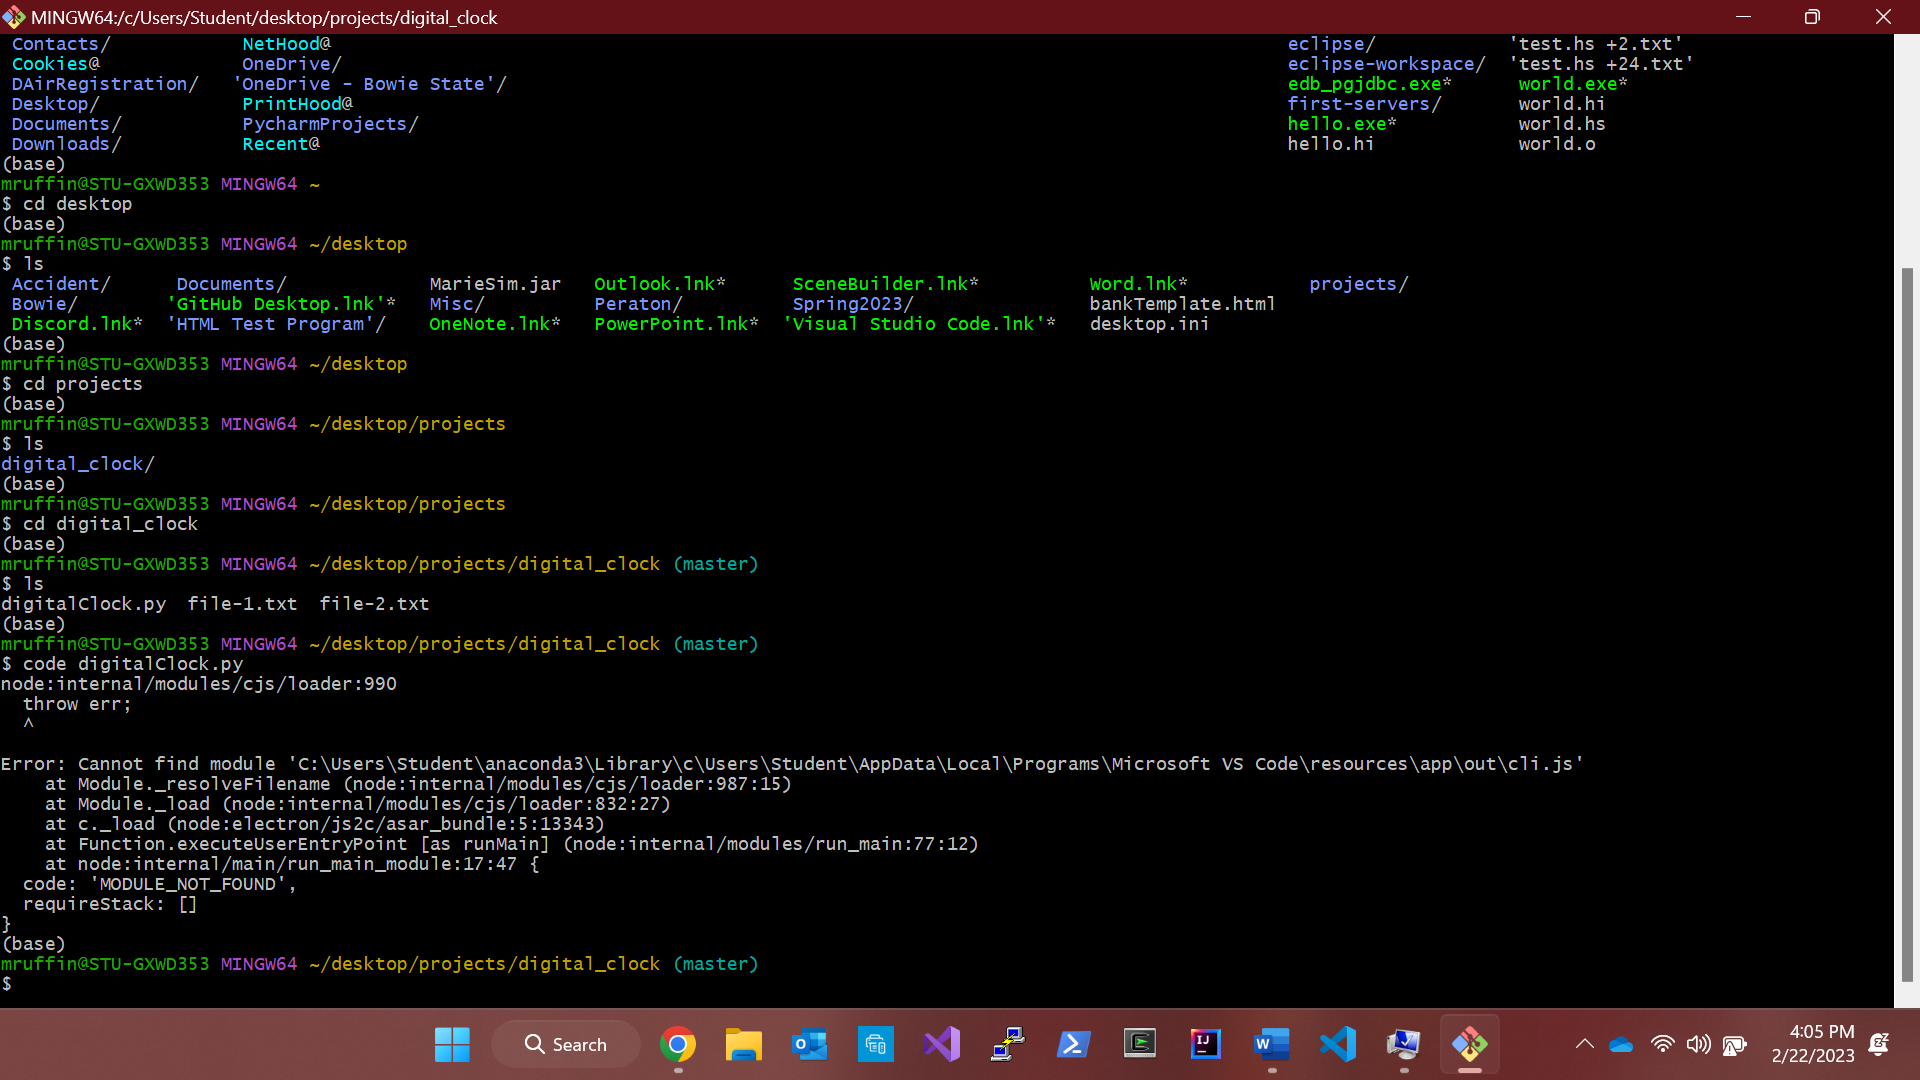 MINGW64:/c/Users/Student/desktop/projects/digital_clock
Contacts/ NetHood@ eclipse/ 'test.hs +2.txt'
Cookies@ OneDrive/ eclipse-workspace/ 'test.hs +24.txt'
DAirRegistration/ 'OneDrive - Bowie State'/ edb_pgjdbc.exe* world.exe*
Desktop/ PrintHood@ first-servers/ world.hi
Documents/ PycharmProjects/ hello.exe* world.hs
Downloads/ Recent@ hello.hi world.o
(base)
mruffin@STU-GXWD353 MINGW64 ~
$ cd desktop
(base)
mruffin@STU-GXWD353 MINGW64 ~/desktop
$ ls
Accident/ Documents/ MarieSim.jar Outlook.lnk* SceneBuilder.lnk* Word.lnk* projects/
Bowie/ 'GitHub Desktop.lnk'* Misc/ Peraton/ Spring2023/ bankTemplate.html
Discord.lnk* 'HTML Test Program'/ OneNote.lnk* PowerPoint.lnk* 'Visual Studio Code.lnk'* desktop.ini
(base)
mruffin@STU-GXWD353 MINGW64 ~/desktop
$ cd projects
(base)
mruffin@STU-GXWD353 MINGW64 ~/desktop/projects
$ ls
digital_clock/
(base)
mruffin@STU-GXWD353 MINGW64 ~/desktop/projects
$ cd digital_clock
(base)
mruffin@STU-GXWD353 MINGW64 ~/desktop/projects/digital_clock (master)
$ ls
digitalClock.py file-1.txt file-2.txt
(base)
mruffin@STU-GXWD353 MINGW64 ~/desktop/projects/digital_clock (master)
$ code digitalClock.py
node:internal/modules/cjs/loader:990
throw err;
^
Error: Cannot find module 'C:\Users\Student\anaconda3\Library\c\Users\Student\AppData\Local\Programs\Microsoft VS Code\resources\app\out\cli.js'
at Module._resolveFilename (node:internal/modules/cjs/loader:987:15)
at Module._load (node:internal/modules/cjs/loader:832:27)
at c._load (node:electron/js2c/asar_bundle:5:13343)
at Function.executeUserEntryPoint [as runMain] (node:internal/modules/run_main:77:12)
at node:internal/main/run_main_module:17:47 {
code: 'MODULE_NOT_FOUND',
requireStack: []
}
(base)
mruffin@STU-GXWD353 MINGW64 ~/desktop/projects/digital_clock (master)
$
Search
4:05 PM
2/22/2023